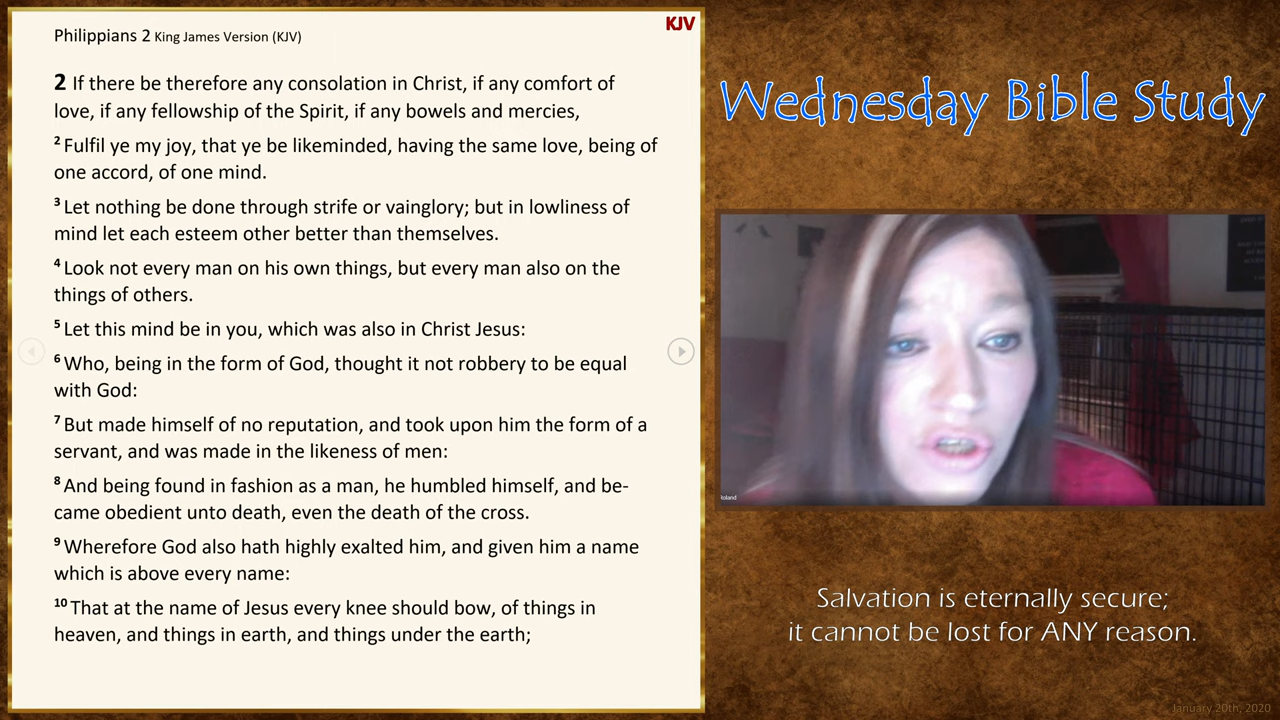 KJV
Philippians 2 King James Version (KJV)
2 If there be therefore any consolation in Christ, if any comfort of
love, if any fellowship of the Spirit, if any bowels and mercies,
2 Fulfil ye my joy, that ye be likeminded, having the same love, being of
one accord, of one mind.
3 Let nothing be done through strife or vainglory; but in lowliness of
mind let each esteem other better than themselves.
4 Look not every man on his own things, but every man also on the
things of others.
5 Let this mind be in you, which was also in Christ Jesus:
6 Who, being in the form of God, thought it not robbery to be equal
with God:
7 But made himself of no reputation, and took upon him the form of a
servant, and was made in the likeness of men:
8 And being found in fashion as a man, he humbled himself, and be-
came obedient unto death, even the death of the cross.
9 Wherefore God also hath highly exalted him, and given him a name
which is above every name:
10 That at the name of Jesus every knee should bow, of things in
heaven, and things in earth, and things under the earth;
Wednesday Bible Study
Salvation is eternally secure;
it cannot be lost for ANY reason.
January 20th, 2020